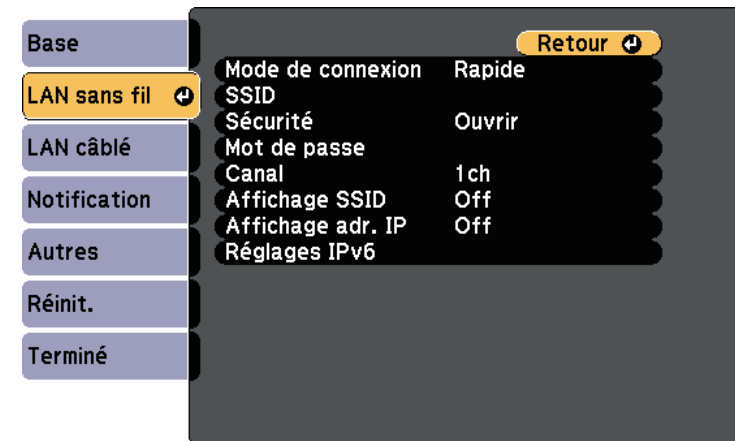 Base
LAN sans fil
LAN câblé
Notification
Autres
Réinit.
Terminé
Retour
Mode de connexion Rapide
SSID
Sécurité Ouvrir
Mot de passe
Canal 1ch
Affichage SSID Off
Affichage adr. IP Off
Réglages IPv6